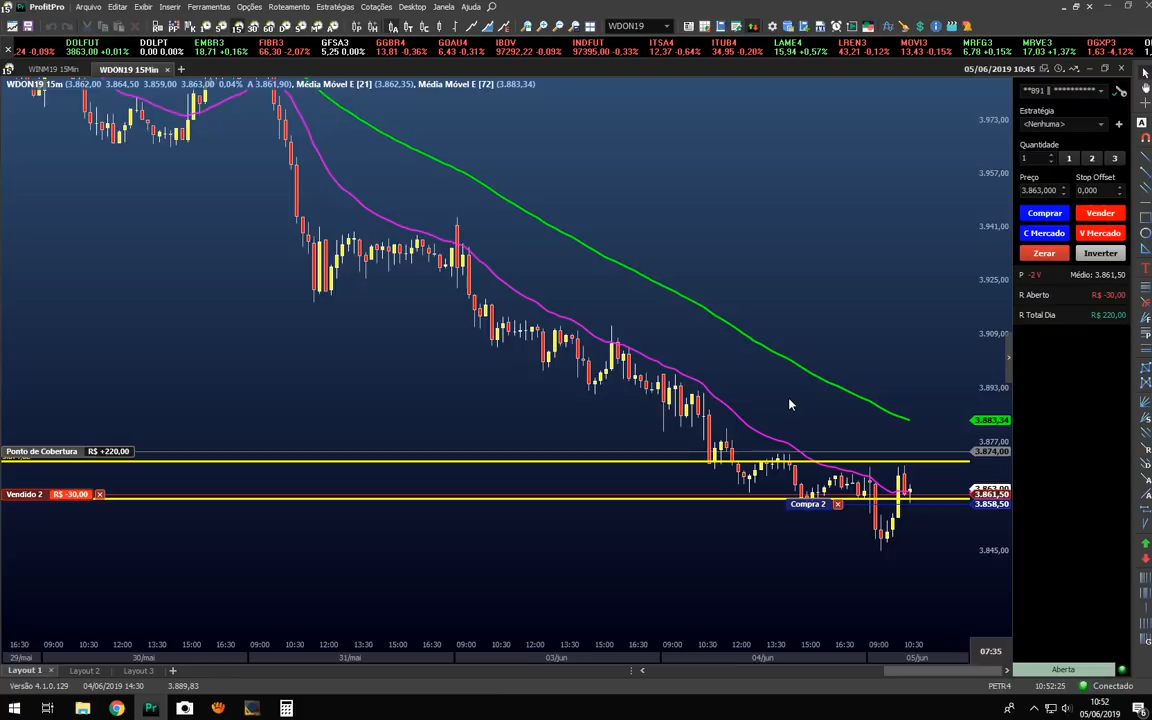 ProfitPro Arquivo Editar Exibir Inserir Ferramentas Opções Roteamento Estratégias Cotações Desktop Janela Ajuda
WDON19
DOLFUT DOLPT EMBR3 FIBR3 GFSA3 GGBR4 GOAU4 IBOV INDFUT ITSA4 ITUB4 LAME4 LREN3 MOVI3 MRFG3 MRVE3 OGXP3
,24 -0,09% 3863,00 +0,01% 0,00 0,00% 18,71 +0,16% 66,30 -2,07% 5,25 0,00% 13,81 -0,36% 6,43 -0,31% 97292,22 -0,09% 97395,00 -0,33% 12,37 -0,24% 34,95 -0,20% 15,94 +0,57% 43,21 -0,12% 13,43 -0,15% 6,78 +0,15% 17,03 +1,37% 1,63 -4,12%
WINM19 15Min WDON19 15Min × +
05/06/2019 10:45
WDON19 15m (3.862,00 3.864,50 3.859,00 3.863,00 0,04% A 3.861,90), Média Móvel E [21] (3.862,35), Média Móvel E [72] (3.883,34)
3.973,00
3.957,00
3.941,00
3.925,00
3.909,00
3.893,00
3.883,34
3.877,00
3.874,00
3.861,50
3.858,50
3.845,00
Ponto de Cobertura R$ +220,00
Vendido 2 R$ -30,00 x
Compra 2 x
**891 | **********
Estratégia
<Nenhuma>
Quantidade
1 1 2 3
Preço Stop Offset
3.863,000 0,000
Comprar Vender
C Mercado V Mercado
Zerar Inverter
P -2 V Médio: 3.861,50
R Aberto R$ -30,00
R Total Dia R$ 220,00
16:30 09:00 10:30 12:00 13:30 15:00 16:30 09:00 10:30 12:00 13:30 15:00 16:30 09:00 10:30 12:00 13:30 15:00 16:30 09:00 10:30 12:00 13:30 15:00 16:30 09:00 10:30
29/mai 30/mai 31/mai 03/jun 04/jun 05/jun
07:35
Layout 1 × Layout 2 Layout 3 +
Aberta
Versão 4.1.0.129 04/06/2019 14:30 3.889,83
PETR4 10:52:25 Conectado
10:52
05/06/2019